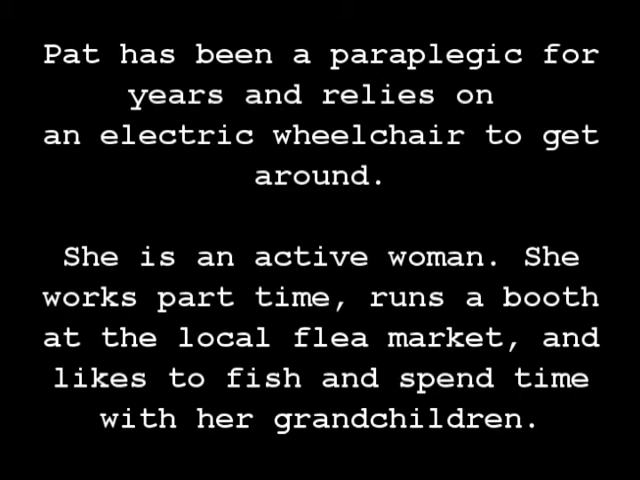 Pat has been a paraplegic for
years and relies on
an electric wheelchair to get
around.
She is an active woman. She
works part time, runs a booth
at the local flea market, and
likes to fish and spend time
with her grandchildren.